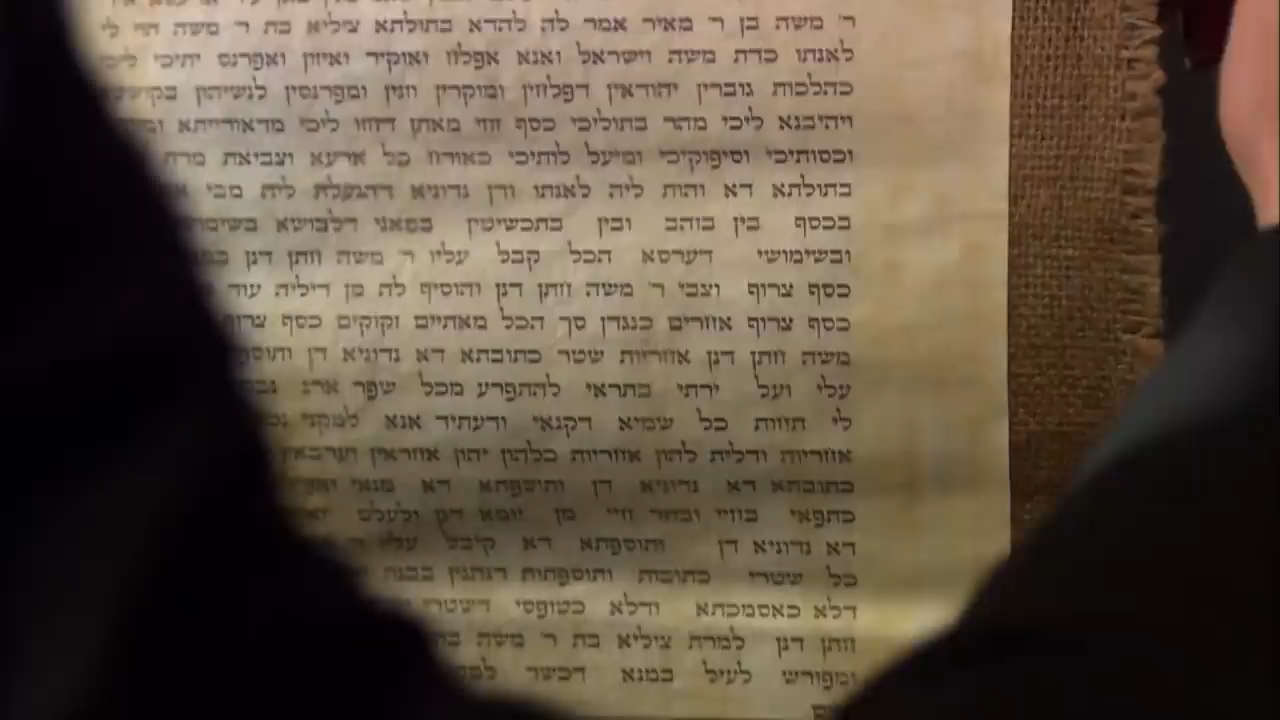 ר משה בן ר מאיר אמר לה להדא בתולתא ציליא בת ר משה הוי לי
לאנתו כדת משה וישראל ואנא אפלח ואוקיר ואיזון ואפרנס יתיכי
כהלכות גוברין יהודאין דפלחין ומוקרין וזנין ומפרנסין לנשיהון
ויהיבנא ליכי מהר בתוליכי כסף זוזי מאתן דחזו ליכי מדאורייתא
וכסותיכי וסיפוקיכי ומיעל לותיכי כאורח כל ארעא וצביאת מרת
בתולתא דא והות ליה לאנתו ודן נדוניא דהנעלת ליה מבי
בכסף בין בזהב ובין בתכשיטין במאני דלבושא
ובשימושי דערסא הכל קבל עליו ר משה חתן דנן
כסף צרוף וצבי ר' משה חתן דנן והוסיף לה מן דיליה עוד
כסף צרוף אחרים כנגדן סך הכל מאתיים זקוקים כסף צרוף
משה חתן דנן אחריות שטר כתובתא דא נדוניא דן
עלי ועל ירתי בתראי להתפרע מכל שפר ארג
לי תחות כל שמיא דקנאי ודעתיד אנא למקני
אחריות ודלית להון אחריות כלהון יהון אחראין וערבאין
כתובתא דא נדוניא דן ותוספתא דא מנאי
כתפאי בחיי ובתר חיי מן יומא דנן ולעלם
דא נדוניא דן ותוספתא דא קיבל עליו
כל שטרי כתובות ותוספתות דנהגין
דלא כאסמכתא ודלא כטופסי דשטרי
חתן דנן למרת ציליא בת ר' משה
ומפורש לעיל במנא דכשר